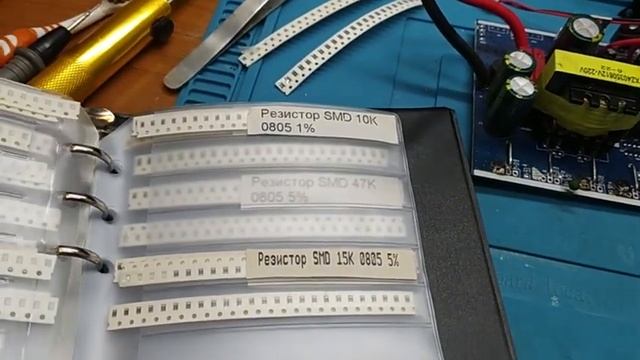 Резистор SMD 10K
0805 1%
Резистор SMD 47K
0805 5%
Резистор SMD 15K 0805 5%